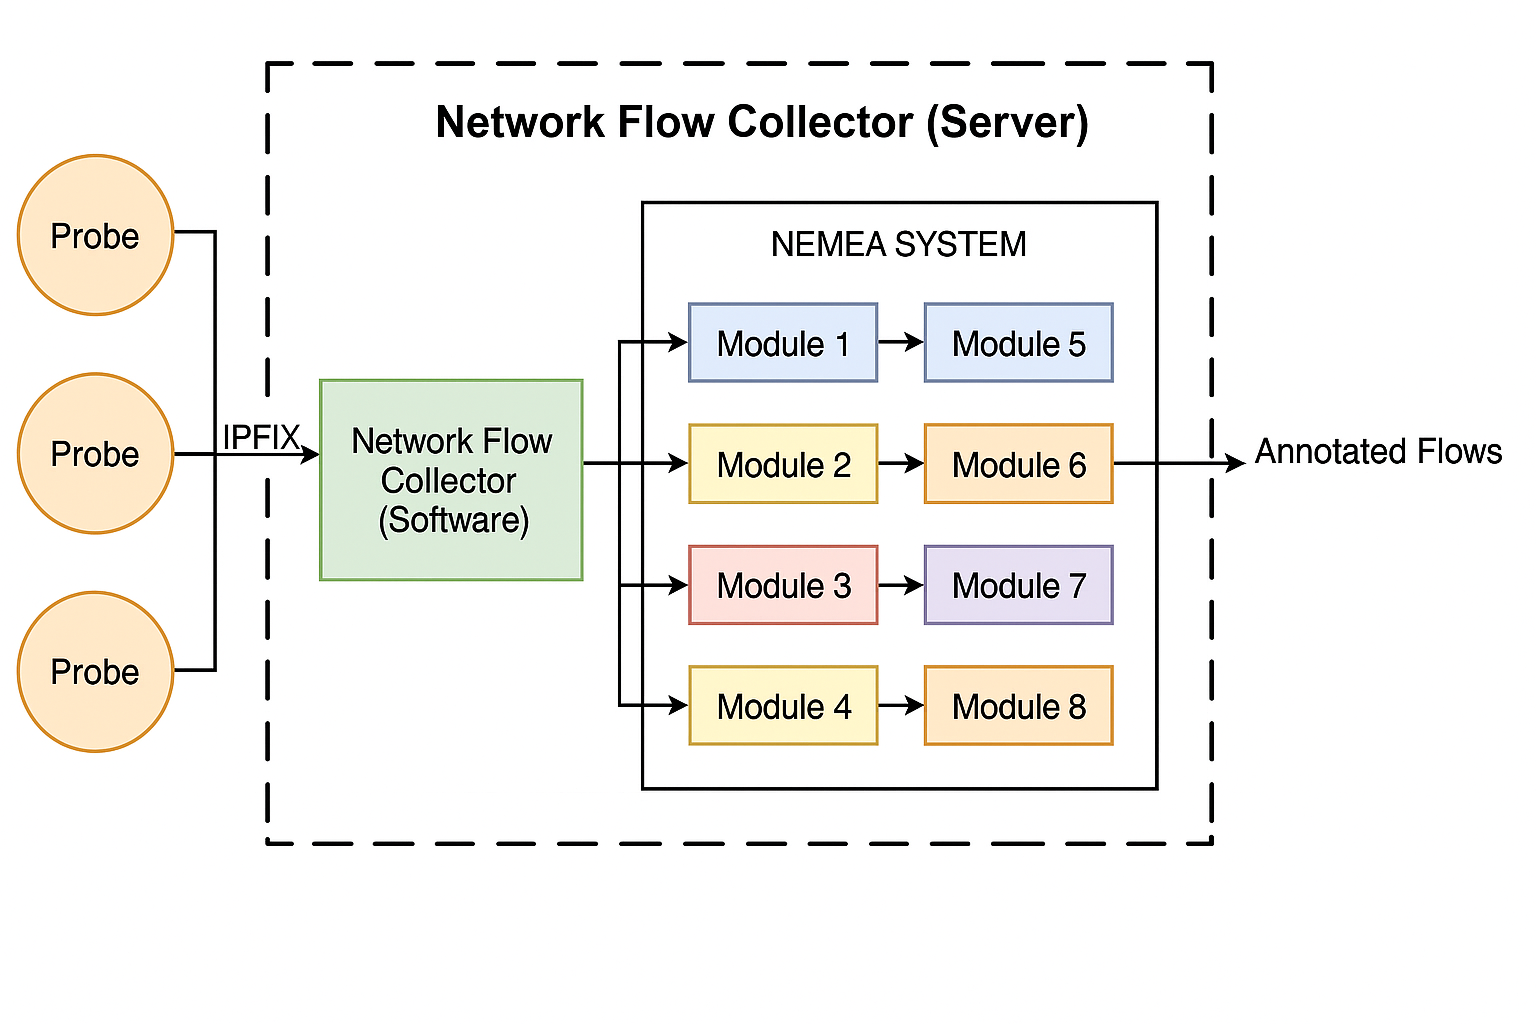 Network Flow Collector (Server)
Probe
Probe
Probe
IPFIX
Network Flow
Collector
(Software)
NEMEA SYSTEM
Module 1
Module 5
Module 2
Module 6
Module 3
Module 7
Module 4
Module 8
Annotated Flows